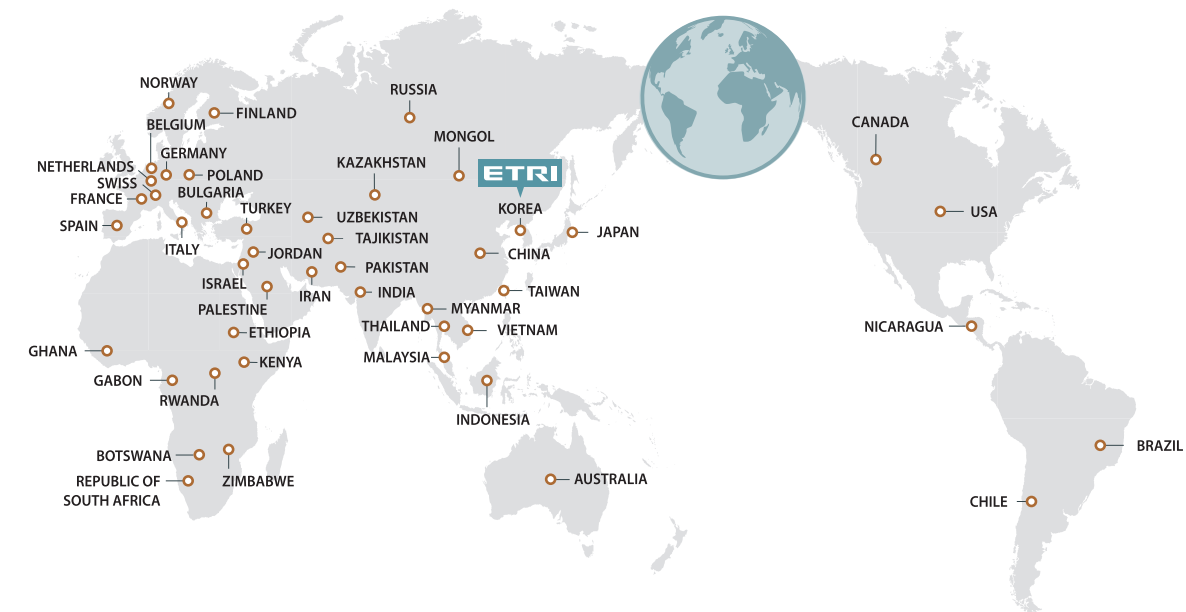 NORWAY
FINLAND
BELGIUM
GERMANY
NETHERLANDS
SWISS
POLAND
FRANCE
BULGARIA
SPAIN
ITALY
TURKEY
RUSSIA
MONGOL
KAZAKHSTAN
ETRI
KOREA
UZBEKISTAN
TAJIKISTAN
JAPAN
CHINA
JORDAN
PAKISTAN
ISRAEL
IRAN
INDIA
TAIWAN
PALESTINE
MYANMAR
THAILAND
VIETNAM
ETHIOPIA
MALAYSIA
GHANA
KENYA
GABON
RWANDA
INDONESIA
BOTSWANA
ZIMBABWE
REPUBLIC OF
SOUTH AFRICA
AUSTRALIA
CANADA
USA
NICARAGUA
BRAZIL
CHILE